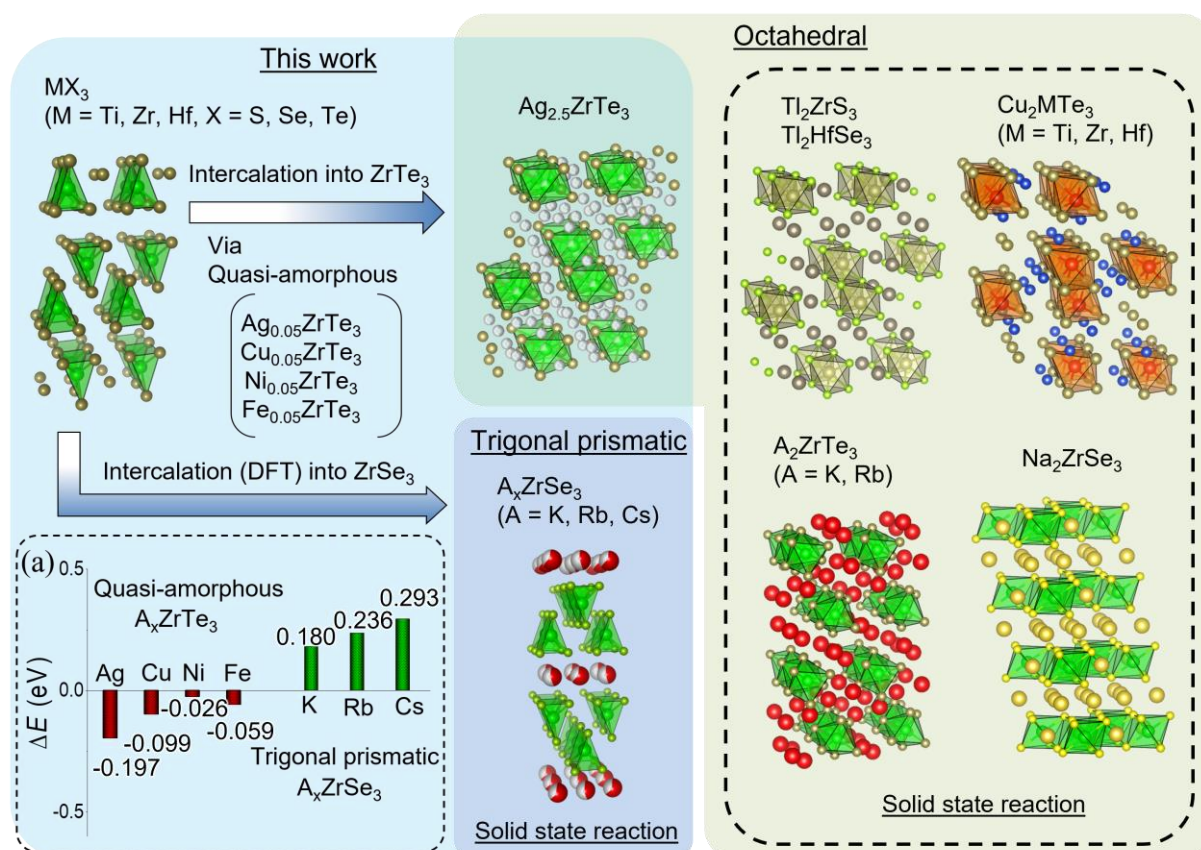 This work
MX₃
(M = Ti, Zr, Hf, X = S, Se, Te)
Intercalation into ZrTe₃
Via
Quasi-amorphous
Ag₀.₀₅ZrTe₃
Cu₀.₀₅ZrTe₃
Ni₀.₀₅ZrTe₃
Fe₀.₀₅ZrTe₃
Intercalation (DFT) into ZrSe₃
Ag₂.₅ZrTe₃
Octahedral
Tl₂ZrS₃
Tl₂HfSe₃
Cu₂MTe₃
(M = Ti, Zr, Hf)
A₂ZrTe₃
(A = K, Rb)
Na₂ZrSe₃
Solid state reaction
Trigonal prismatic
AₓZrSe₃
(A = K, Rb, Cs)
Solid state reaction
(a)
ΔE (eV)
0.5
0.0
-0.5
Quasi-amorphous
AₓZrTe₃
Ag Cu Ni Fe
-0.197
-0.099
-0.026
-0.059
0.180
0.236
0.293
K Rb Cs
Trigonal prismatic
AₓZrSe₃